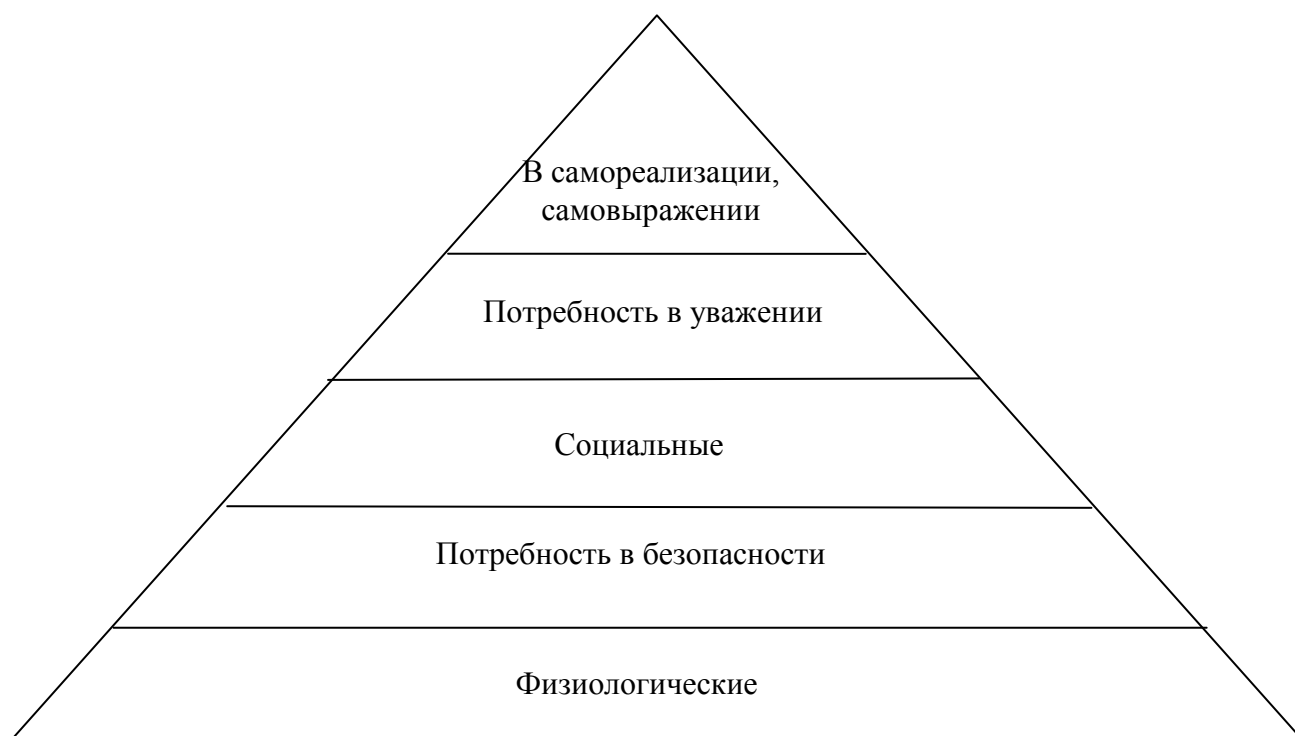 В самореализации,
самовыражении
Потребность в уважении
Социальные
Потребность в безопасности
Физиологические